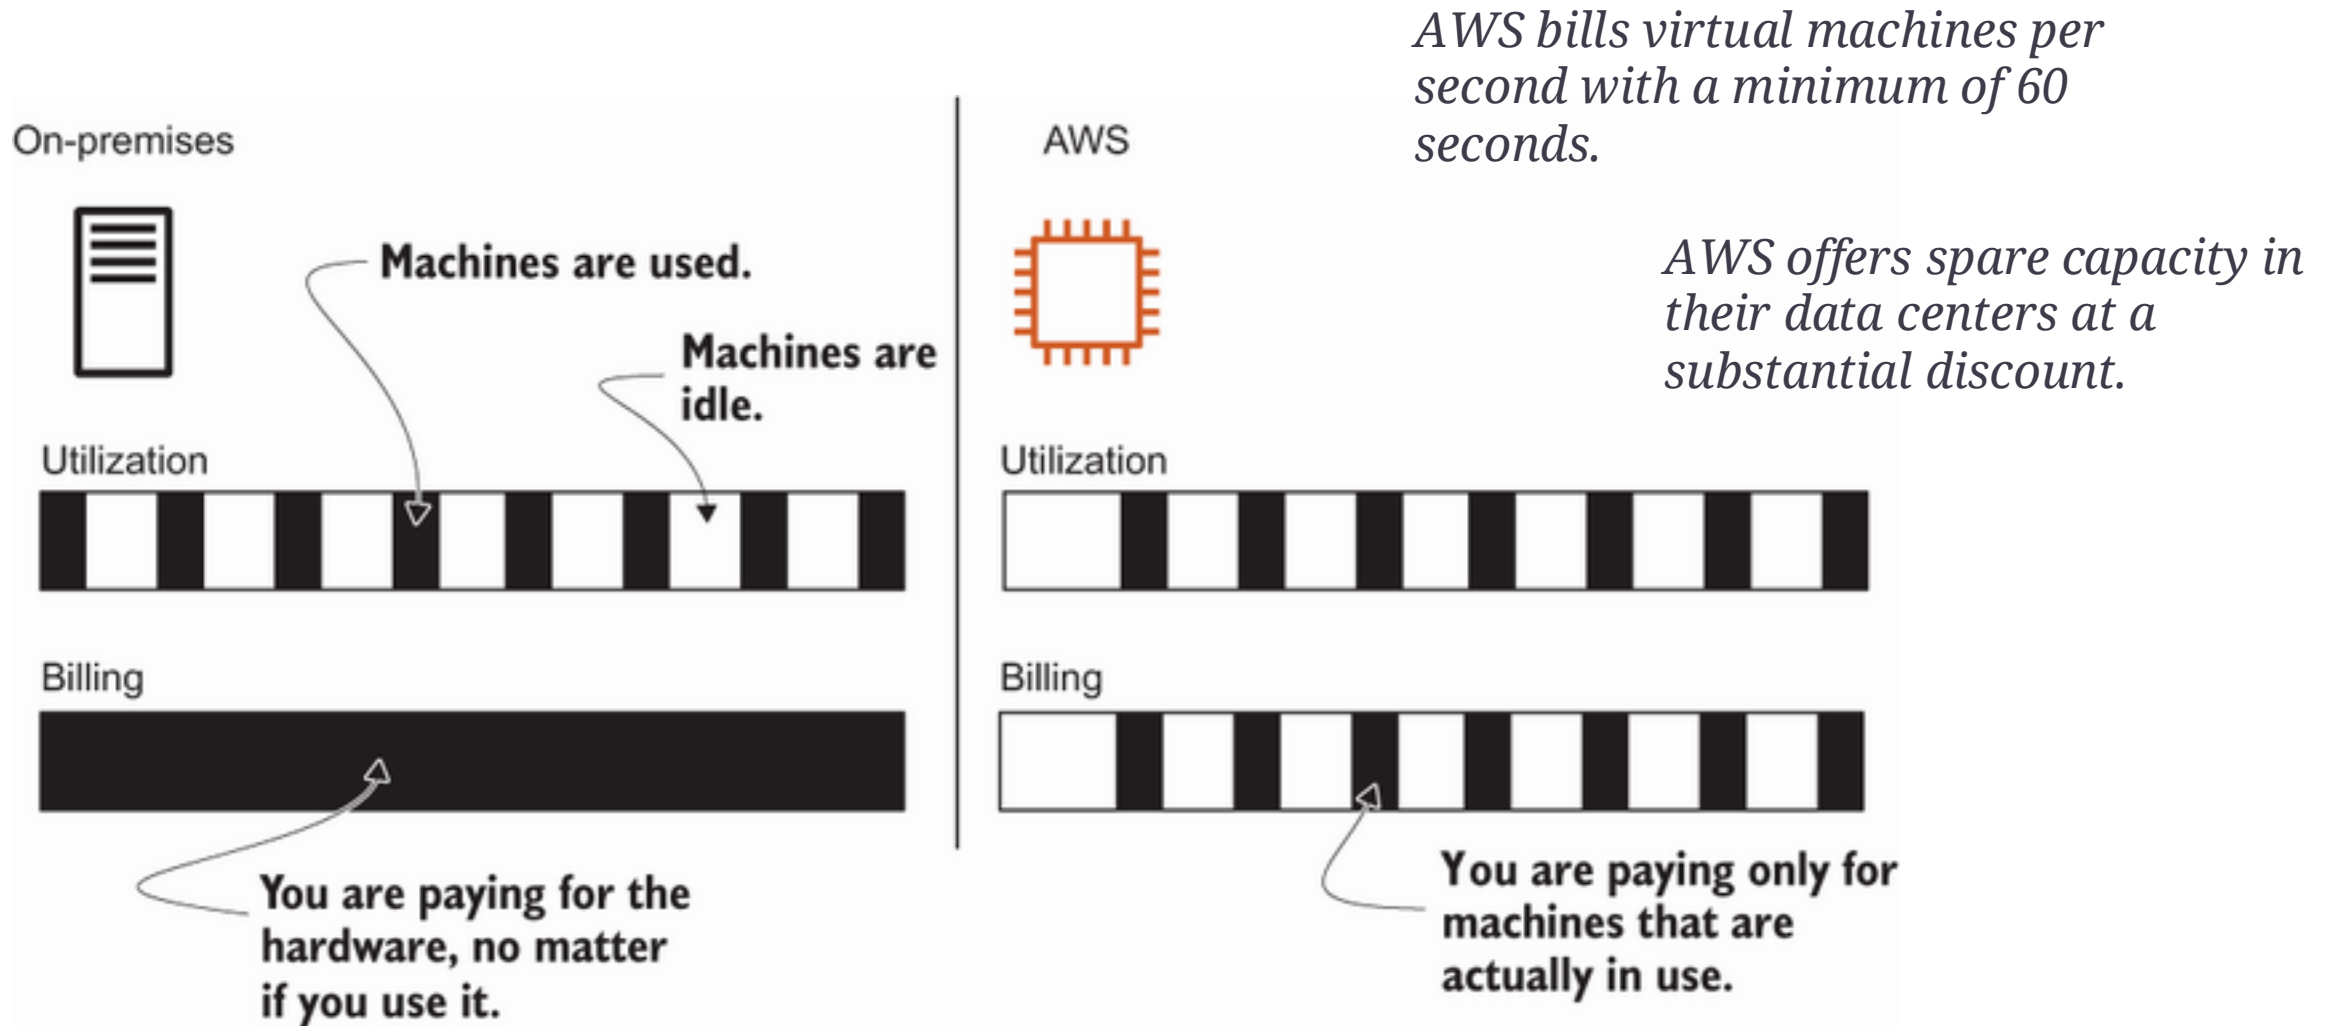 AWS bills virtual machines per
second with a minimum of 60
seconds.
On-premises
Machines are used.
Machines are
idle.
Utilization
Billing
You are paying for the
hardware, no matter
if you use it.
AWS
AWS offers spare capacity in
their data centers at a
substantial discount.
Utilization
Billing
You are paying only for
machines that are
actually in use.